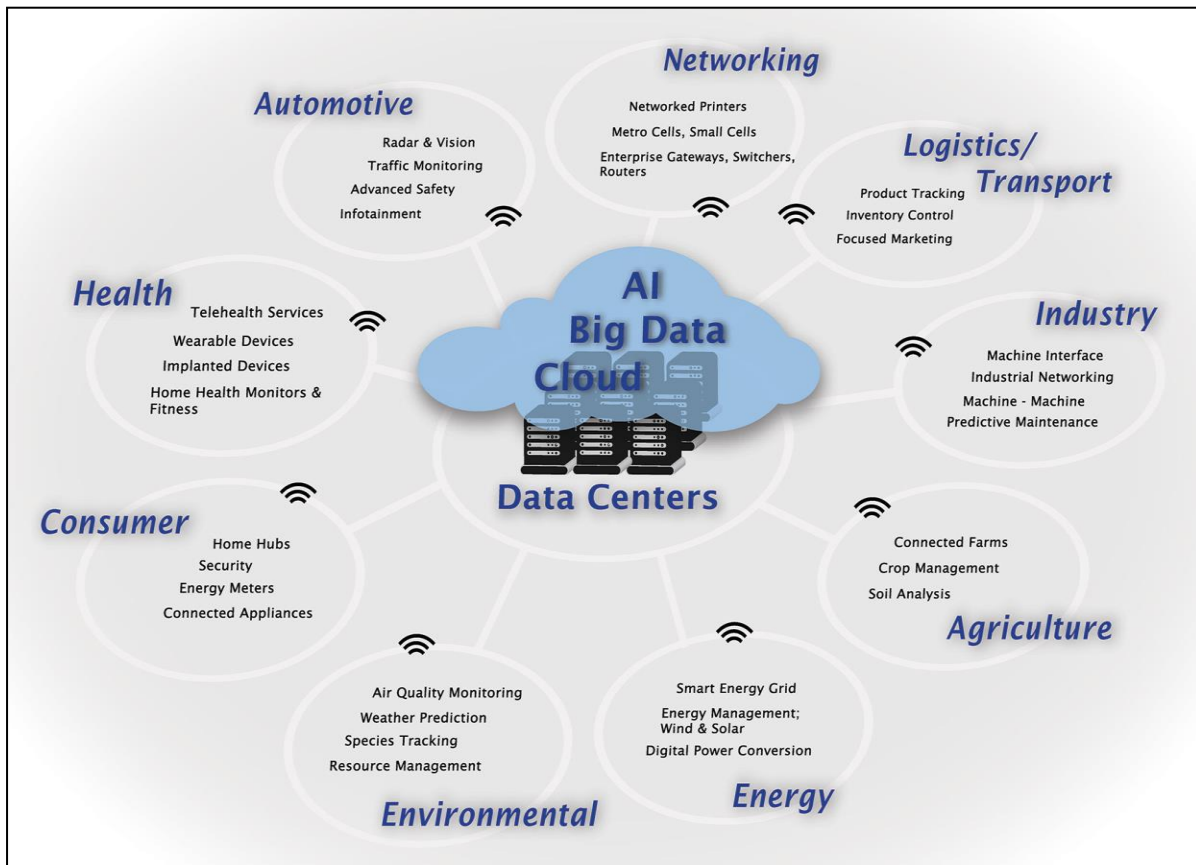 Networking
Networked Printers
Metro Cells, Small Cells
Enterprise Gateways, Switchers,
Routers
Automotive
Radar & Vision
Traffic Monitoring
Advanced Safety
Infotainment
Logistics/
Transport
Product Tracking
Inventory Control
Focused Marketing
AI
Big Data
Cloud
Data Centers
Health
Telehealth Services
Wearable Devices
Implanted Devices
Home Health Monitors &
Fitness
Industry
Machine Interface
Industrial Networking
Machine - Machine
Predictive Maintenance
Consumer
Home Hubs
Security
Energy Meters
Connected Appliances
Connected Farms
Crop Management
Soil Analysis
Agriculture
Air Quality Monitoring
Weather Prediction
Species Tracking
Resource Management
Environmental
Smart Energy Grid
Energy Management;
Wind & Solar
Digital Power Conversion
Energy